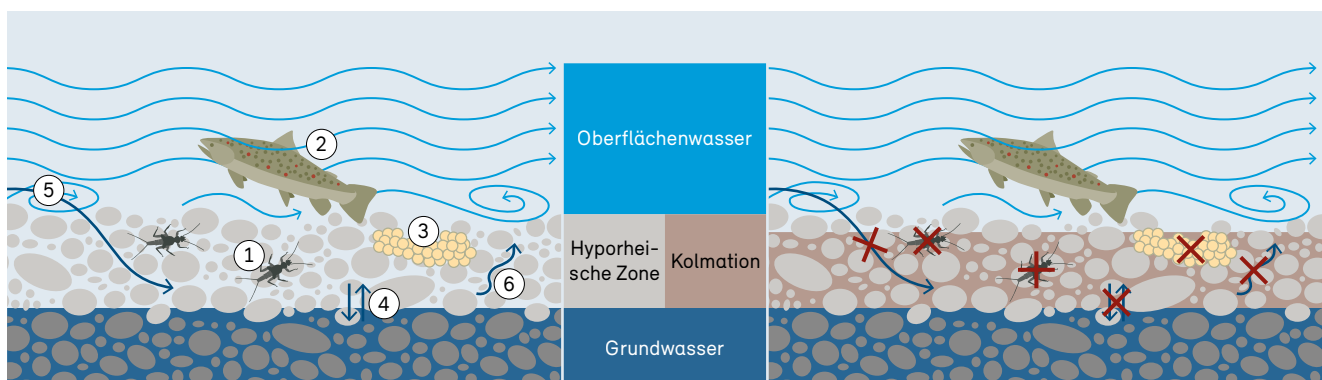 Oberflächenwasser
2
5
3
1
Hyporhei-
sche Zone
Kolmation
6
4
Grundwasser